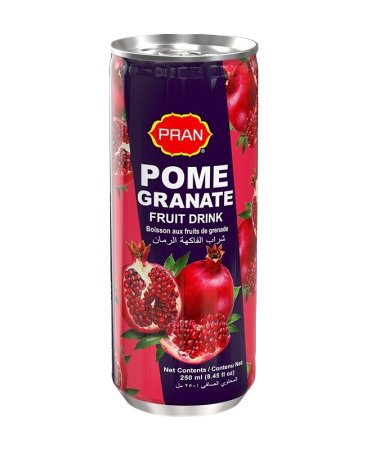 PRAN
POME
GRANATE
FRUIT DRINK
Boisson aux fruits de grenade
شراب الفاكهة الرمان
Net Contents / Contenu Net:
250 ml (8.45 fl oz)
المحتوي الصافي: ٢٥٠ مل